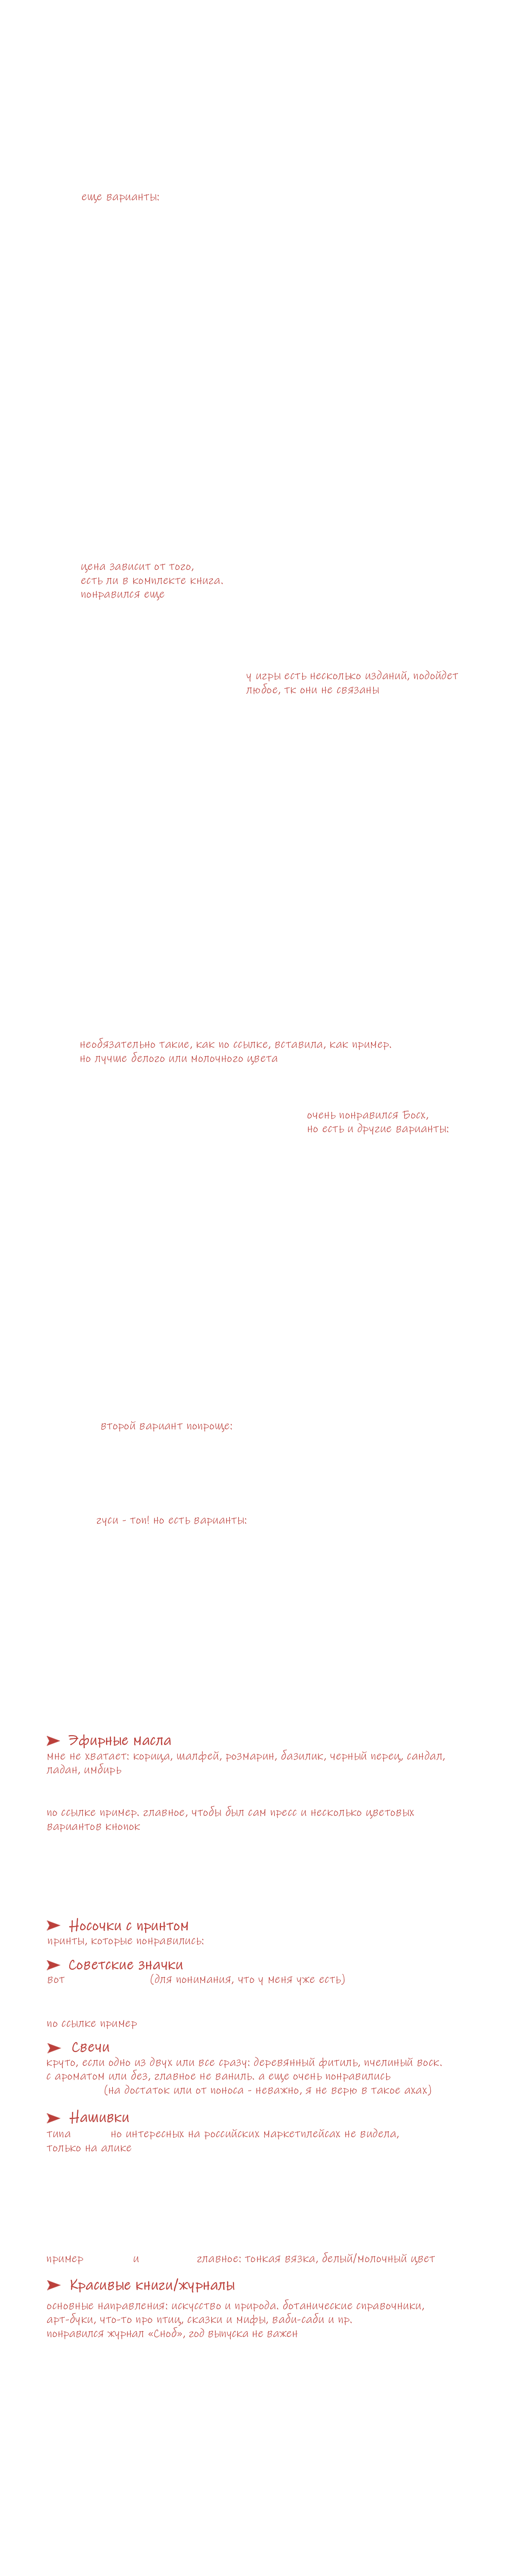 еще варианты:
цена зависит от того,
есть ли в комплекте книга.
понравился еще
у игры есть несколько изданий, подойдет
любое, тк они не связаны
необязательно такие, как по ссылке, вставила, как пример.
но лучше белого или молочного цвета
очень понравился Босх,
но есть и другие варианты:
второй вариант попроще:
гуси - топ! но есть варианты:
Эфирные масла
мне не хватает: корица, шалфей, розмарин, базилик, черный перец, сандал,
ладан, имбирь
по ссылке пример. главное, чтобы был сам пресс и несколько цветовых
вариантов кнопок
Носочки с принтом
принты, которые понравились:
Советские значки
вот (для понимания, что у меня уже есть)
по ссылке пример
Свечи
круто, если одно из двух или все сразу: деревянный фитиль, пчелиный воск.
с ароматом или без, главное не ваниль. а еще очень понравились
(на достаток или от поноса - неважно, я не верю в такое ахах)
Нашивки
типа но интересных на российских маркетплейсах не видела,
только на алике
пример и главное: тонкая вязка, белый/молочный цвет
Красивые книги/журналы
основные направления: искусство и природа. ботанические справочники,
арт-буки, что-то про птиц, сказки и мифы, ваби-саби и пр.
понравился журнал «Сноб», год выпуска не важен